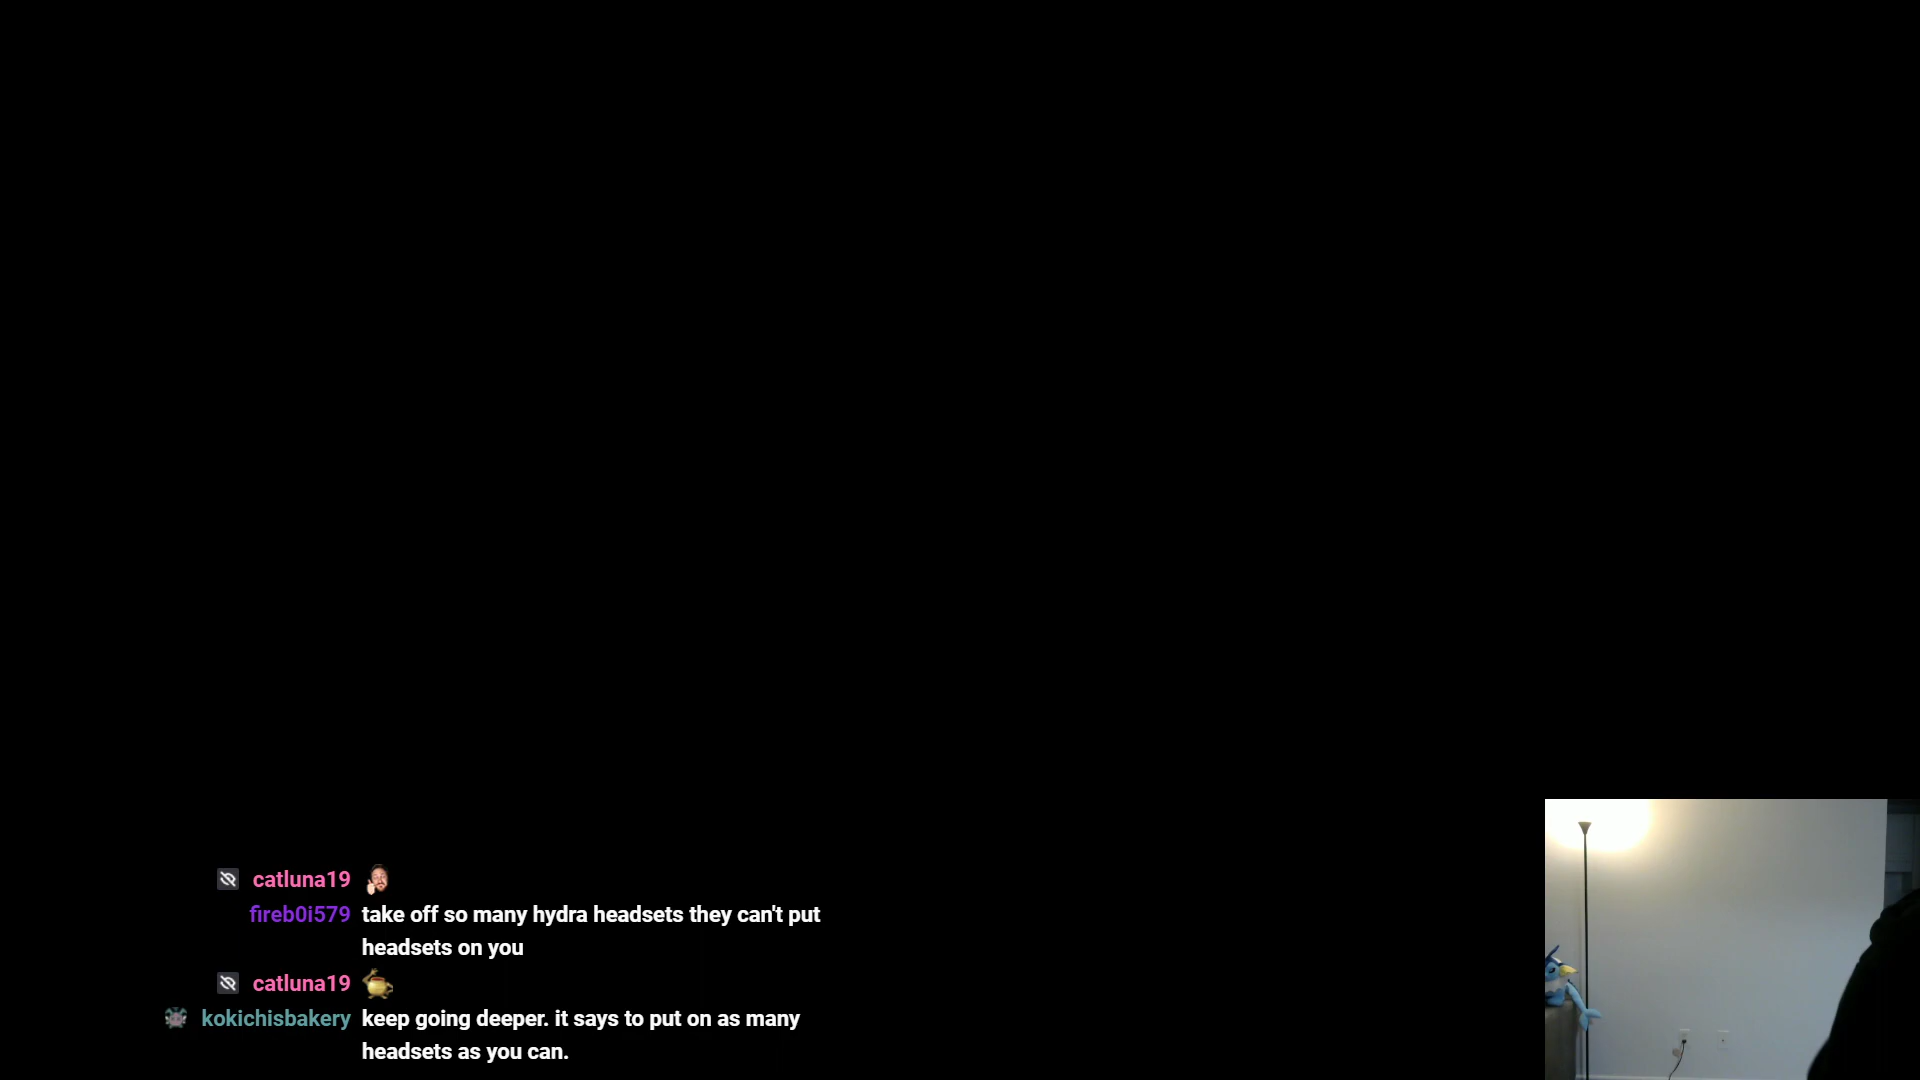 catluna19
fireb0i579 take off so many hydra headsets they can't put
headsets on you
catluna19
kokichisbakery keep going deeper. it says to put on as many
headsets as you can.